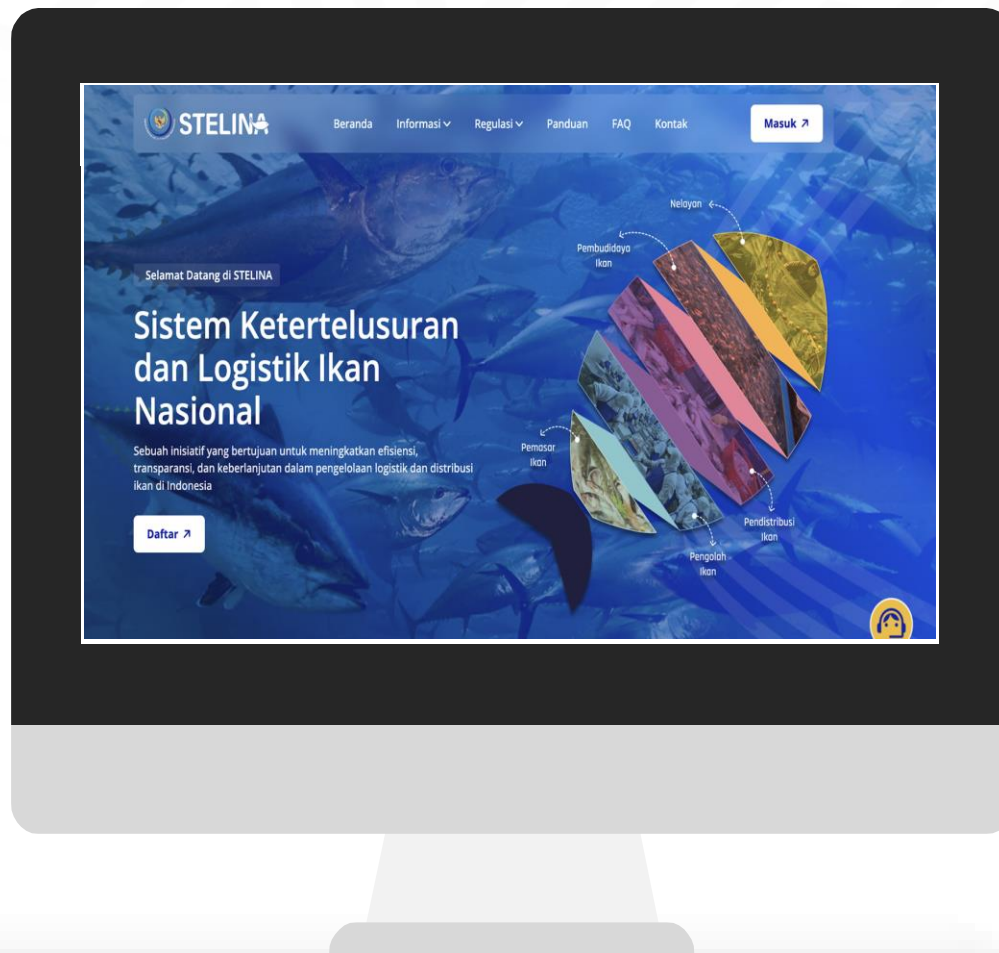 STELINA
Beranda
Informasi
Regulasi
Panduan
FAQ
Kontak
Masuk
Selamat Datang di STELINA
Sistem Ketertelusuran
dan Logistik Ikan
Nasional
Sebuah inisiatif yang bertujuan untuk meningkatkan efisiensi,
transparansi, dan keberlanjutan dalam pengelolaan logistik dan distribusi
ikan di Indonesia
Daftar
Nelayan
Pembudidaya
Ikan
Pemasar
Ikan
Pendistribusi
Ikan
Pengolah
Ikan